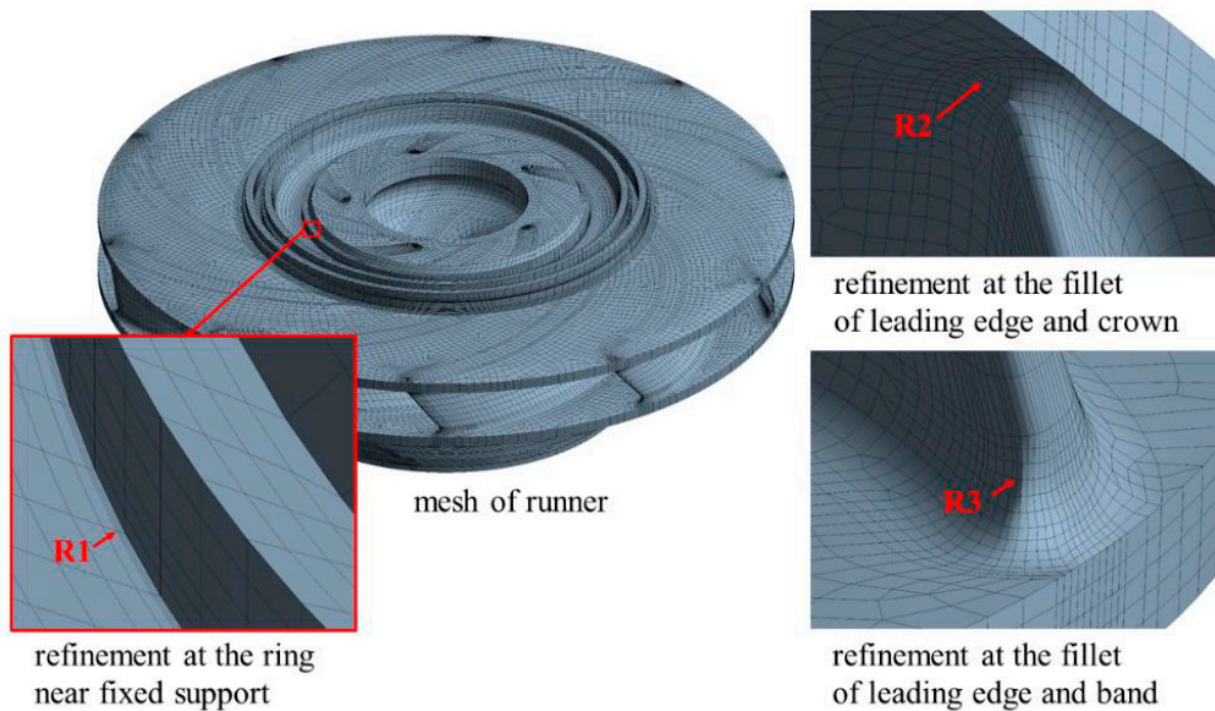 R2
refinement at the fillet
of leading edge and crown
mesh of runner
R1
refinement at the ring
near fixed support
R3
refinement at the fillet
of leading edge and band